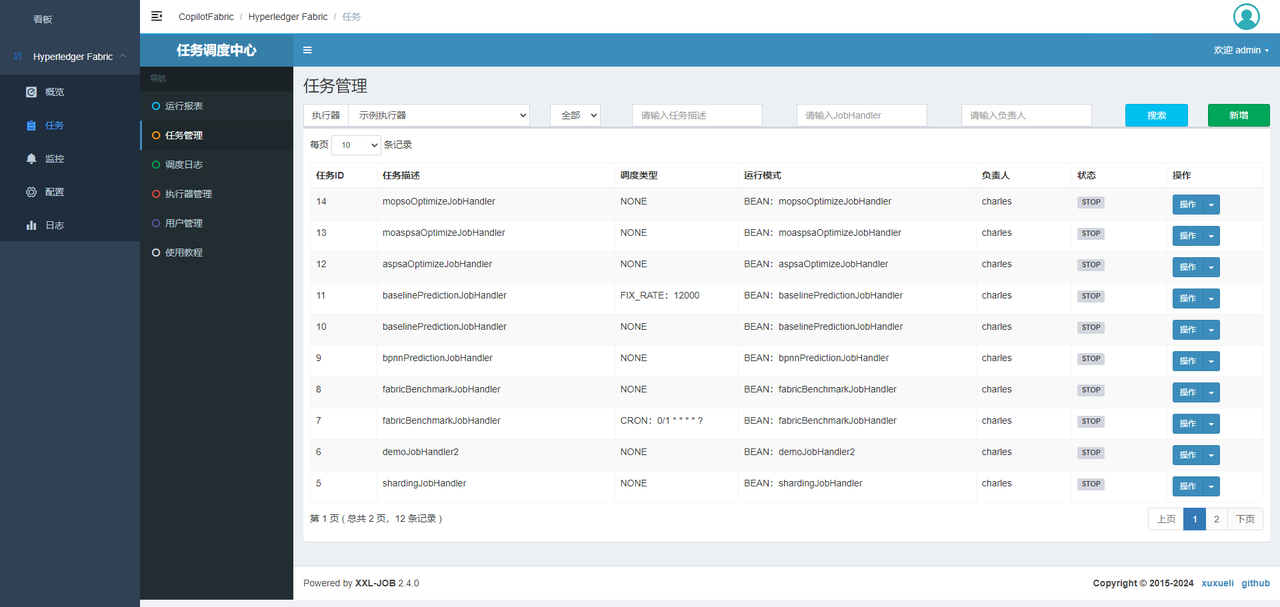 看板
CopilotFabric / Hyperledger Fabric / 任务
Hyperledger Fabric
概览
任务
监控
配置
日志
任务调度中心
欢迎 admin
导航
运行报表
任务管理
调度日志
执行器管理
用户管理
使用教程
任务管理
执行器 示例执行器 全部 请输入任务描述 请输入JobHandler 请输入负责人 搜索 新增
每页 10 条记录
任务ID 任务描述 调度类型 运行模式 负责人 状态 操作
14 mopsoOptimizeJobHandler NONE BEAN：mopsoOptimizeJobHandler charles STOP 操作
13 moaspsaOptimizeJobHandler NONE BEAN：moaspsaOptimizeJobHandler charles STOP 操作
12 aspsaOptimizeJobHandler NONE BEAN：aspsaOptimizeJobHandler charles STOP 操作
11 baselinePredictionJobHandler FIX_RATE：12000 BEAN：baselinePredictionJobHandler charles STOP 操作
10 baselinePredictionJobHandler NONE BEAN：baselinePredictionJobHandler charles STOP 操作
9 bpnnPredictionJobHandler NONE BEAN：bpnnPredictionJobHandler charles STOP 操作
8 fabricBenchmarkJobHandler NONE BEAN：fabricBenchmarkJobHandler charles STOP 操作
7 fabricBenchmarkJobHandler CRON：0/1 * * * * ? BEAN：fabricBenchmarkJobHandler charles STOP 操作
6 demoJobHandler2 NONE BEAN：demoJobHandler2 charles STOP 操作
5 shardingJobHandler NONE BEAN：shardingJobHandler charles STOP 操作
第 1 页 ( 总共 2 页，12 条记录 ) 上页 1 2 下页
Powered by XXL-JOB 2.4.0 Copyright © 2015-2024 xuxueli github